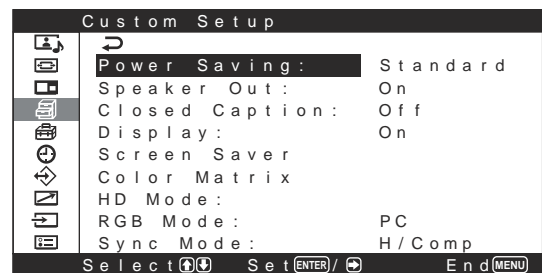 Custom Setup
Power Saving: Standard
Speaker Out: On
Closed Caption: Off
Display: On
Screen Saver
Color Matrix
HD Mode:
RGB Mode: PC
Sync Mode: H/Comp
Select Set ENTER / End MENU